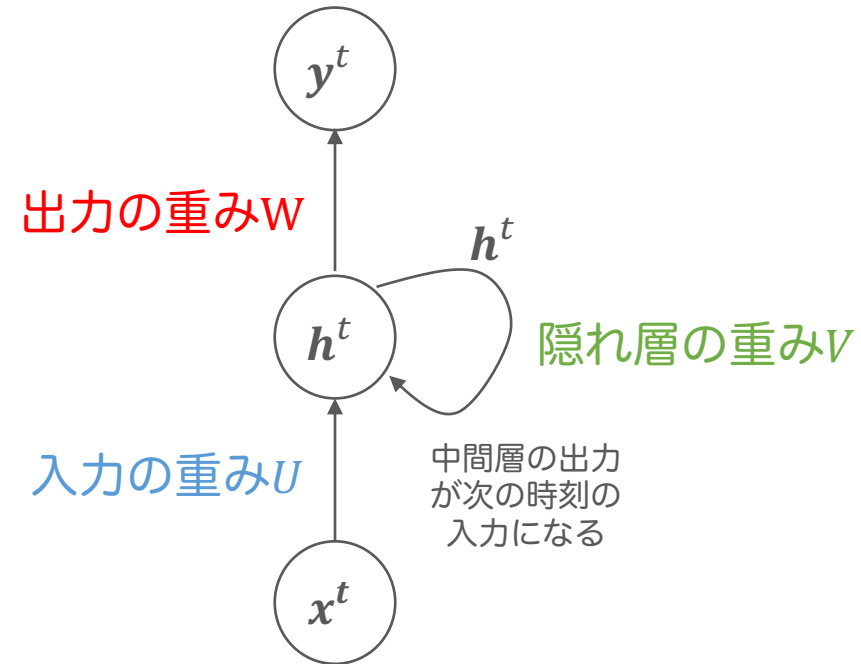 y^t
出力の重みW
h^t
h^t
隠れ層の重みV
入力の重みU
中間層の出力
が次の時刻の
入力になる
x^t